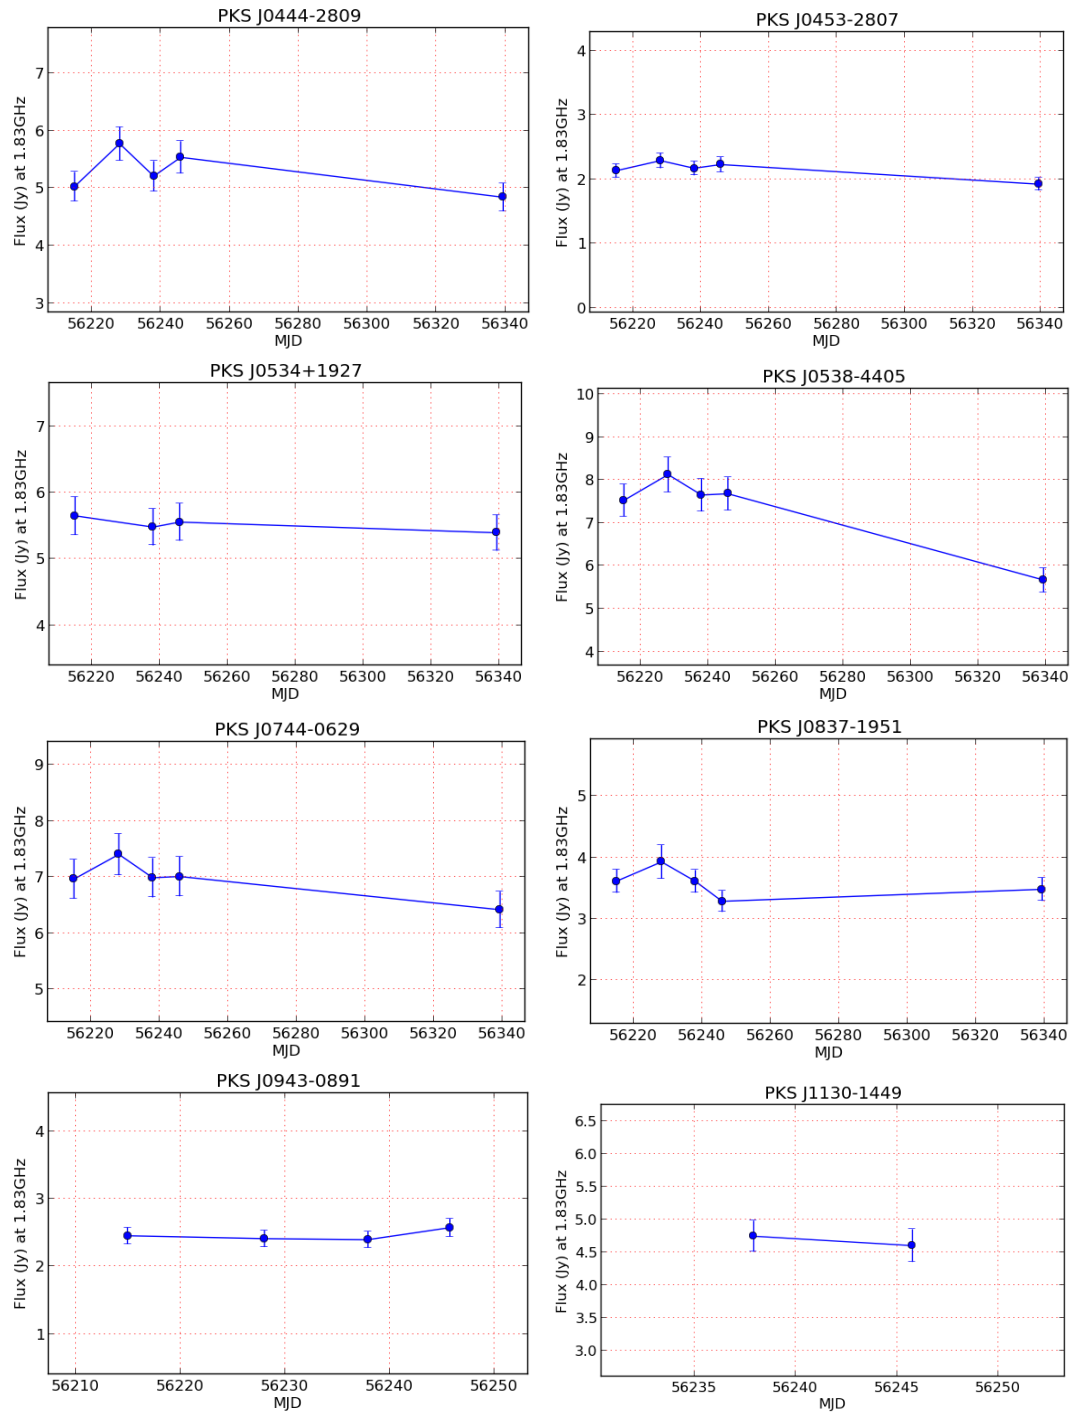 PKS J0444-2809
Flux (Jy) at 1.83GHz
7
6
5
4
3
56220 56240 56260 56280 56300 56320 56340
MJD
PKS J0453-2807
Flux (Jy) at 1.83GHz
4
3
2
1
0
56220 56240 56260 56280 56300 56320 56340
MJD
PKS J0534+1927
Flux (Jy) at 1.83GHz
7
6
5
4
56220 56240 56260 56280 56300 56320 56340
MJD
PKS J0538-4405
Flux (Jy) at 1.83GHz
10
9
8
7
6
5
4
56220 56240 56260 56280 56300 56320 56340
MJD
PKS J0744-0629
Flux (Jy) at 1.83GHz
9
8
7
6
5
56220 56240 56260 56280 56300 56320 56340
MJD
PKS J0837-1951
Flux (Jy) at 1.83GHz
5
4
3
2
56220 56240 56260 56280 56300 56320 56340
MJD
PKS J0943-0891
Flux (Jy) at 1.83GHz
4
3
2
1
56210 56220 56230 56240 56250
MJD
PKS J1130-1449
Flux (Jy) at 1.83GHz
6.5
6.0
5.5
5.0
4.5
4.0
3.5
3.0
56235 56240 56245 56250
MJD